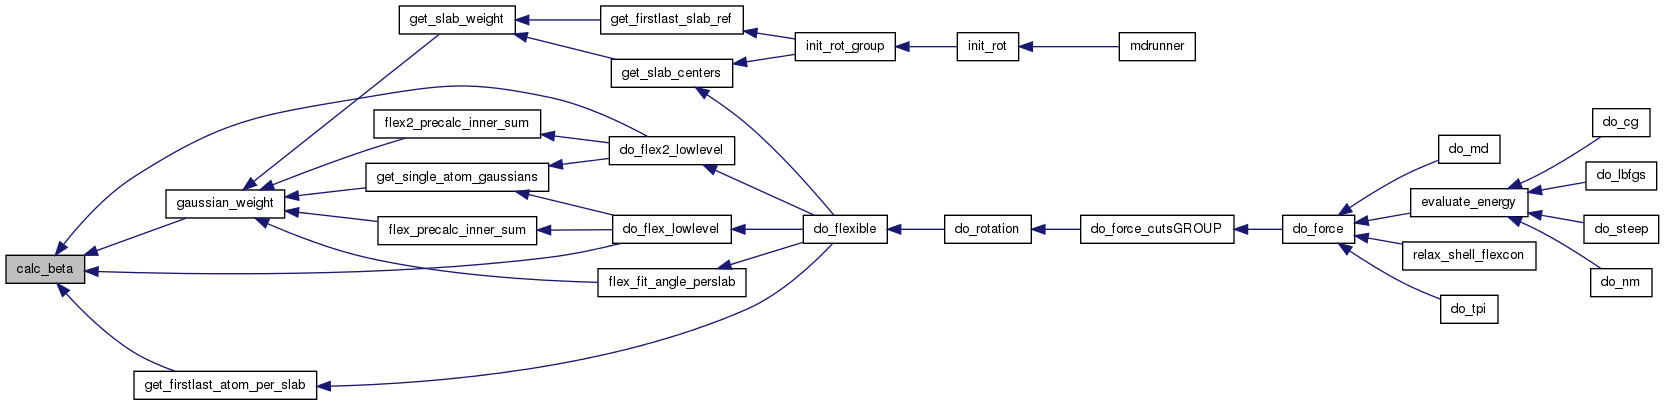 get_slab_weight
get_firstlast_slab_ref
init_rot_group
init_rot
mdrunner
get_slab_centers
flex2_precalc_inner_sum
do_flex2_lowlevel
get_single_atom_gaussians
gaussian_weight
flex_precalc_inner_sum
do_flex_lowlevel
do_flexible
do_rotation
do_force_cutsGROUP
do_force
do_md
evaluate_energy
do_cg
do_lbfgs
do_steep
do_nm
relax_shell_flexcon
do_tpi
calc_beta
flex_fit_angle_perslab
get_firstlast_atom_per_slab